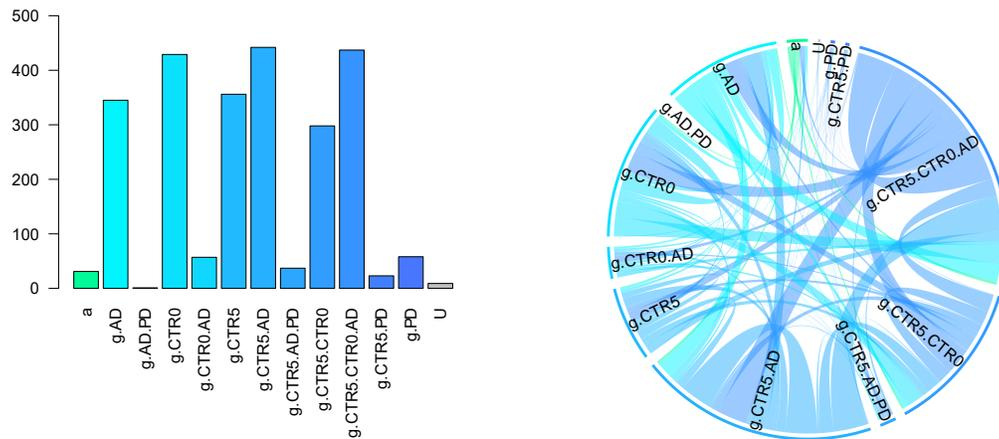 500
400
300
200
100
0
a
g.AD
g.AD.PD
g.CTR0
g.CTR0.AD
g.CTR5
g.CTR5.AD
g.CTR5.AD.PD
g.CTR5.CTR0
g.CTR5.CTR0.AD
g.CTR5.PD
g.PD
U
a
U
g.PD
g.CTR5.PD
g.AD
g.AD.PD
g.CTR5.CTR0.AD
g.CTR0
g.CTR0.AD
g.CTR5
g.CTR5.CTR0
g.CTR5.AD.PD
g.CTR5.AD